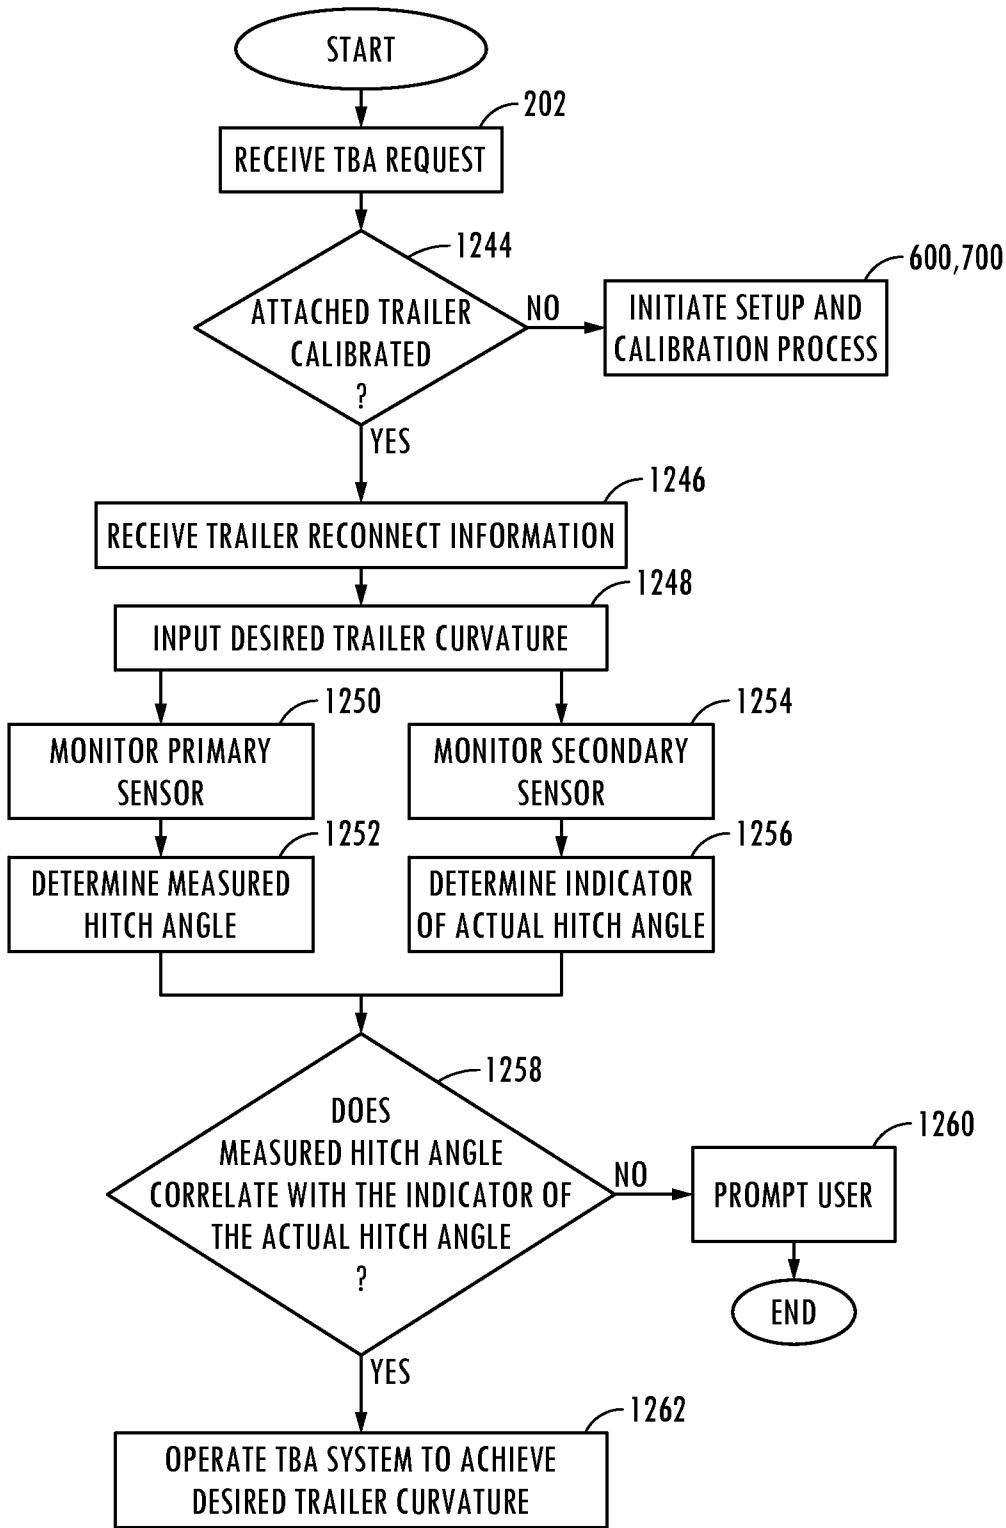 START
202
RECEIVE TBA REQUEST
1244
600,700
ATTACHED TRAILER
CALIBRATED
?
NO
INITIATE SETUP AND
CALIBRATION PROCESS
YES
1246
RECEIVE TRAILER RECONNECT INFORMATION
1248
INPUT DESIRED TRAILER CURVATURE
1250
MONITOR PRIMARY
SENSOR
1254
MONITOR SECONDARY
SENSOR
1252
DETERMINE MEASURED
HITCH ANGLE
1256
DETERMINE INDICATOR
OF ACTUAL HITCH ANGLE
1258
DOES
MEASURED HITCH ANGLE
CORRELATE WITH THE INDICATOR OF
THE ACTUAL HITCH ANGLE
?
NO
1260
PROMPT USER
END
YES
1262
OPERATE TBA SYSTEM TO ACHIEVE
DESIRED TRAILER CURVATURE